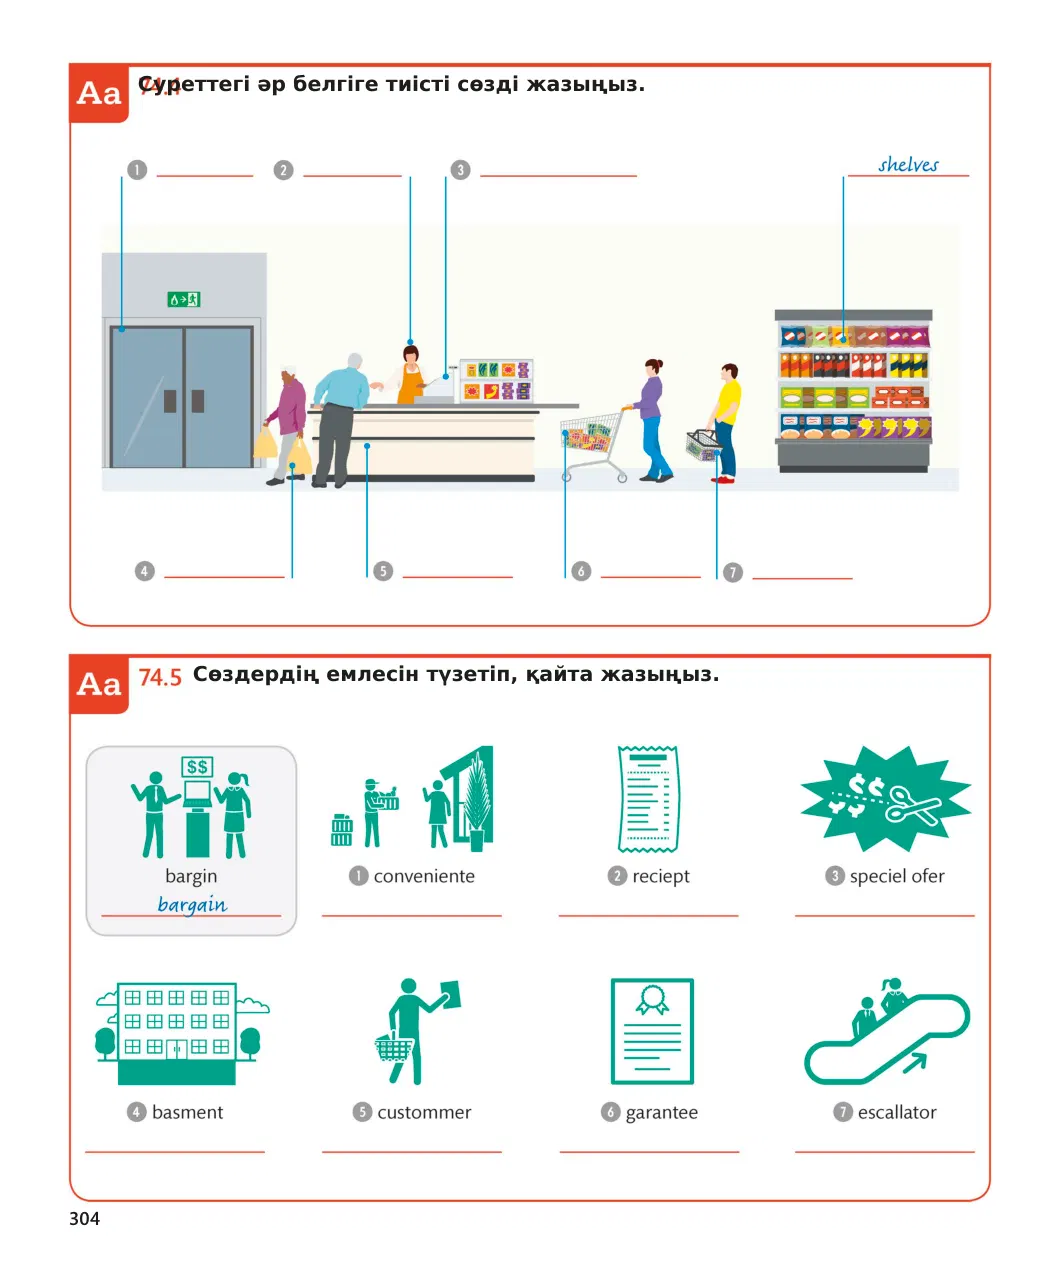 Aa 74.4 Суреттегі әр белгіге тиісті сөзді жазыңыз.
1 2 3 shelves
4 5 6 7
Aa 74.5 Сөздердің емлесін түзетіп, қайта жазыңыз.
$$
bargin 1 conveniente 2 reciept 3 speciel ofer
bargain
4 basment 5 custommer 6 garantee 7 escallator
304